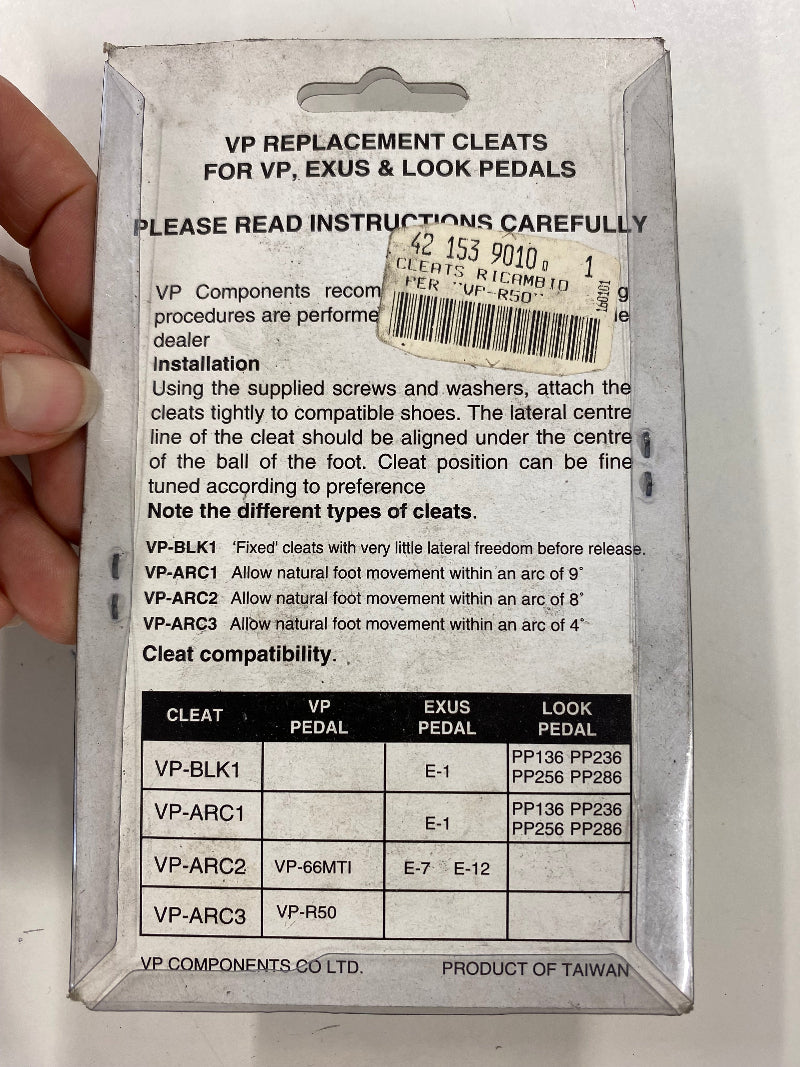 VP REPLACEMENT CLEATS
FOR VP, EXUS & LOOK PEDALS
PLEASE READ INSTRUCTIONS CAREFULLY
42 153 9010 0 1
CLEATS RICAMBIO
PER "VP-R50"
160101
VP Components recom g
procedures are performe le
dealer
Installation
Using the supplied screws and washers, attach the
cleats tightly to compatible shoes. The lateral centre
line of the cleat should be aligned under the centre
of the ball of the foot. Cleat position can be fine
tuned according to preference
Note the different types of cleats.
VP-BLK1 'Fixed' cleats with very little lateral freedom before release.
VP-ARC1 Allow natural foot movement within an arc of 9°
VP-ARC2 Allow natural foot movement within an arc of 8°
VP-ARC3 Allow natural foot movement within an arc of 4°
Cleat compatibility.
CLEAT VP PEDAL EXUS PEDAL LOOK PEDAL
VP-BLK1 E-1 PP136 PP236 PP256 PP286
VP-ARC1 E-1 PP136 PP236 PP256 PP286
VP-ARC2 VP-66MTI E-7 E-12
VP-ARC3 VP-R50
VP COMPONENTS CO LTD. PRODUCT OF TAIWAN